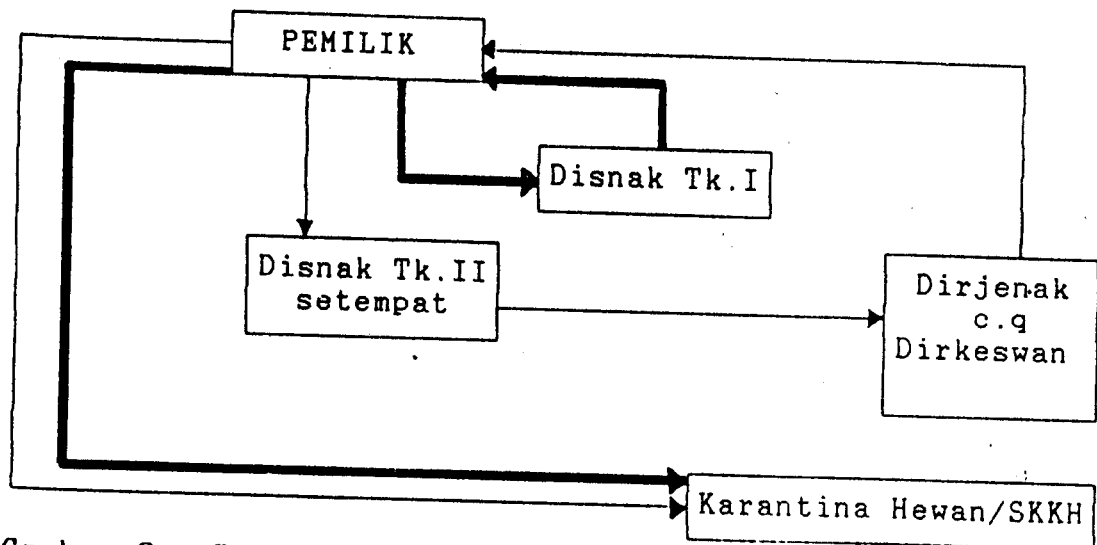 PEMILIK
Disnak Tk.I
Disnak Tk.II
setempat
Dirjenak
c.q
Dirkeswan
Karantina Hewan/SKKH